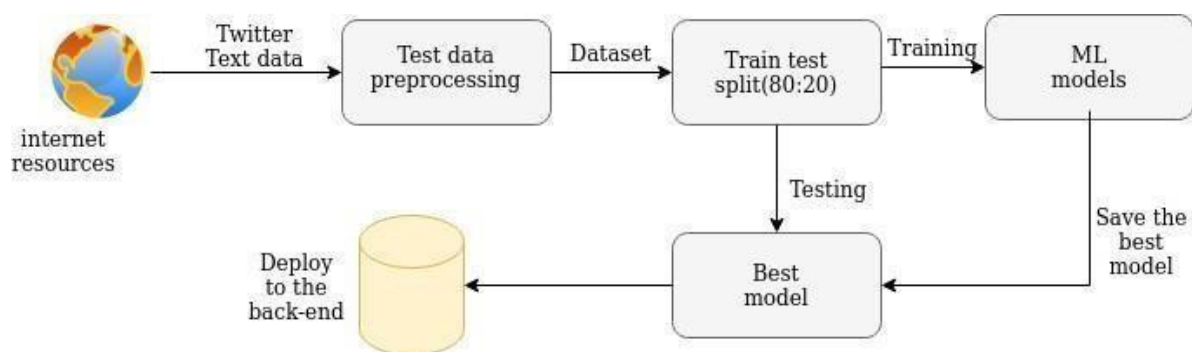 Twitter
Text data
internet
resources
Test data
preprocessing
Dataset
Train test
split(80:20)
Training
ML
models
Testing
Save the
best
model
Best
model
Deploy
to the
back-end